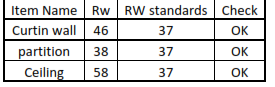 Item Name Rw RW standards Check
Curtin wall 46 37 OK
partition 38 37 OK
Ceiling 58 37 OK